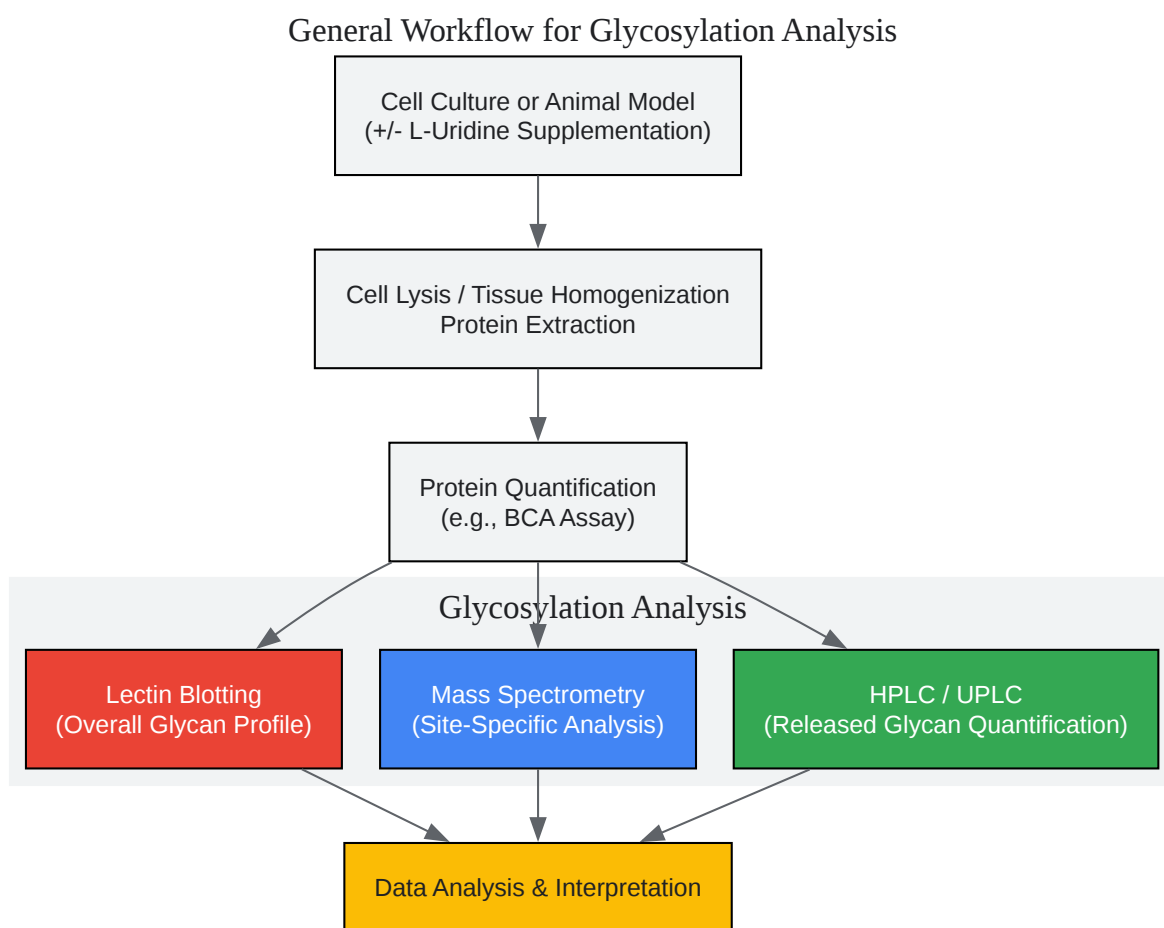 General Workflow for Glycosylation Analysis
Cell Culture or Animal Model
(+/- L-Uridine Supplementation)
Cell Lysis / Tissue Homogenization
Protein Extraction
Protein Quantification
(e.g., BCA Assay)
Glycosylation Analysis
Lectin Blotting
(Overall Glycan Profile)
Mass Spectrometry
(Site-Specific Analysis)
HPLC / UPLC
(Released Glycan Quantification)
Data Analysis & Interpretation